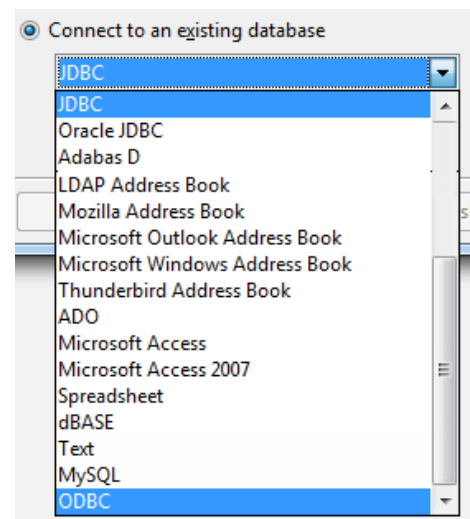 Connect to an existing database
JDBC
JDBC
Oracle JDBC
Adabas D
LDAP Address Book
Mozilla Address Book
s
Microsoft Outlook Address Book
Microsoft Windows Address Book
Thunderbird Address Book
ADO
Microsoft Access
Microsoft Access 2007
Spreadsheet
dBASE
Text
MySQL
ODBC